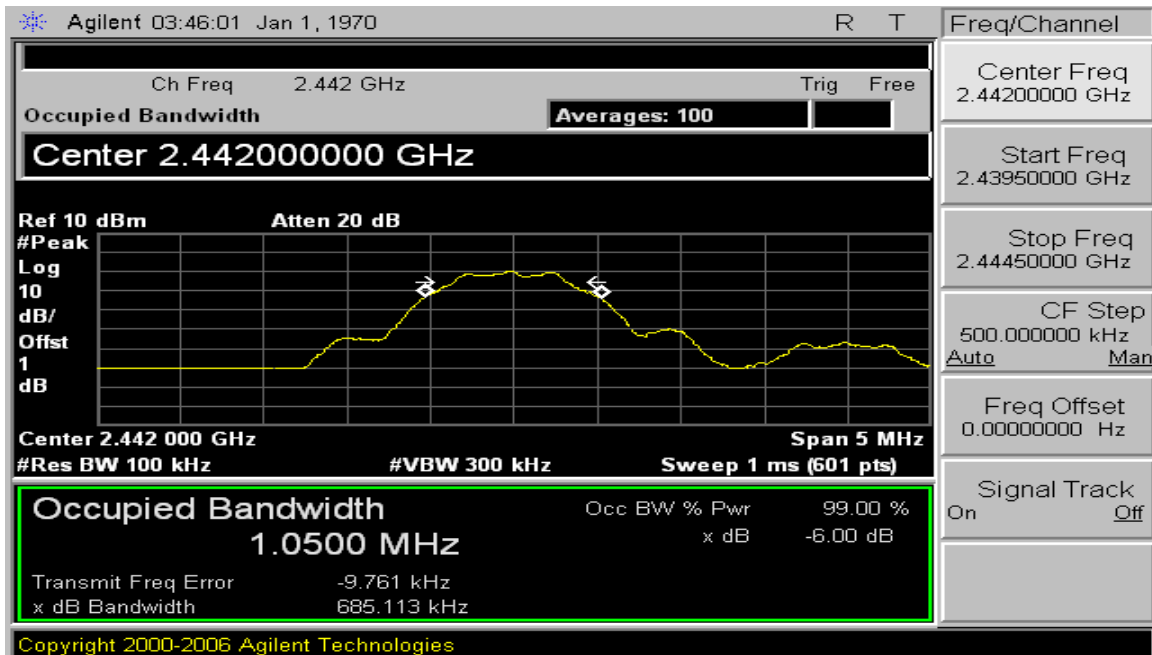 Agilent 03:46:01 Jan 1, 1970 R T
Freq/Channel
Ch Freq 2.442 GHz Trig Free
Occupied Bandwidth Averages: 100
Center 2.442000000 GHz
Ref 10 dBm Atten 20 dB
#Peak
Log
10
dB/
Offst
1
dB
Center 2.442 000 GHz Span 5 MHz
#Res BW 100 kHz #VBW 300 kHz Sweep 1 ms (601 pts)
Occupied Bandwidth Occ BW % Pwr 99.00 %
1.0500 MHz x dB -6.00 dB
Transmit Freq Error -9.761 kHz
x dB Bandwidth 685.113 kHz
Copyright 2000-2006 Agilent Technologies
Center Freq
2.44200000 GHz
Start Freq
2.43950000 GHz
Stop Freq
2.44450000 GHz
CF Step
500.000000 kHz
Auto Man
Freq Offset
0.00000000 Hz
Signal Track
On Off